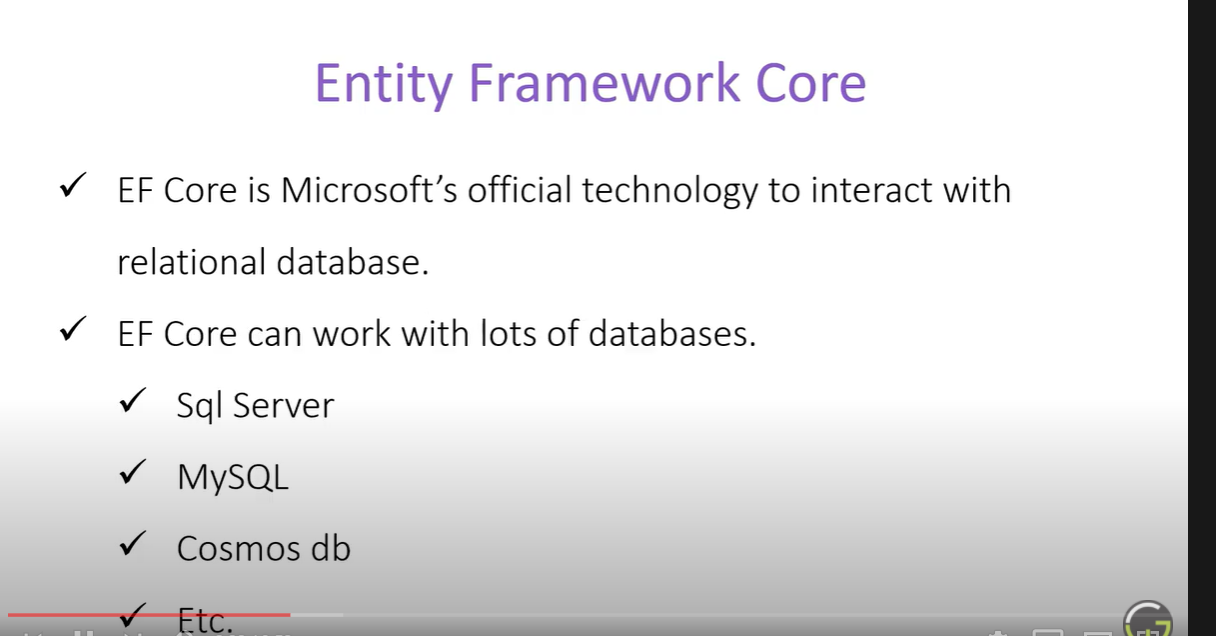 Entity Framework Core
EF Core is Microsoft’s official technology to interact with
relational database.
EF Core can work with lots of databases.
Sql Server
MySQL
Cosmos db
Etc.